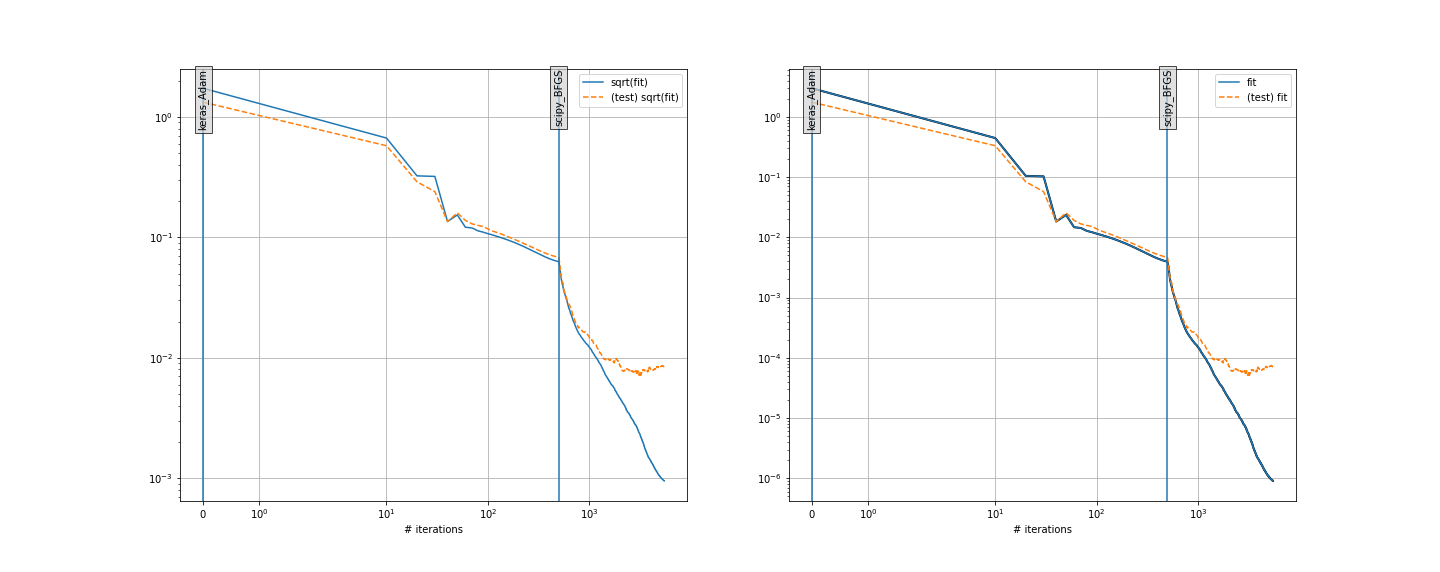 keras_Adam
scipy_BFGS
sqrt(fit)
(test) sqrt(fit)
10⁰
10⁻¹
10⁻²
10⁻³
0
10⁰
10¹
10²
10³
# iterations
keras_Adam
scipy_BFGS
fit
(test) fit
10⁰
10⁻¹
10⁻²
10⁻³
10⁻⁴
10⁻⁵
10⁻⁶
0
10⁰
10¹
10²
10³
# iterations